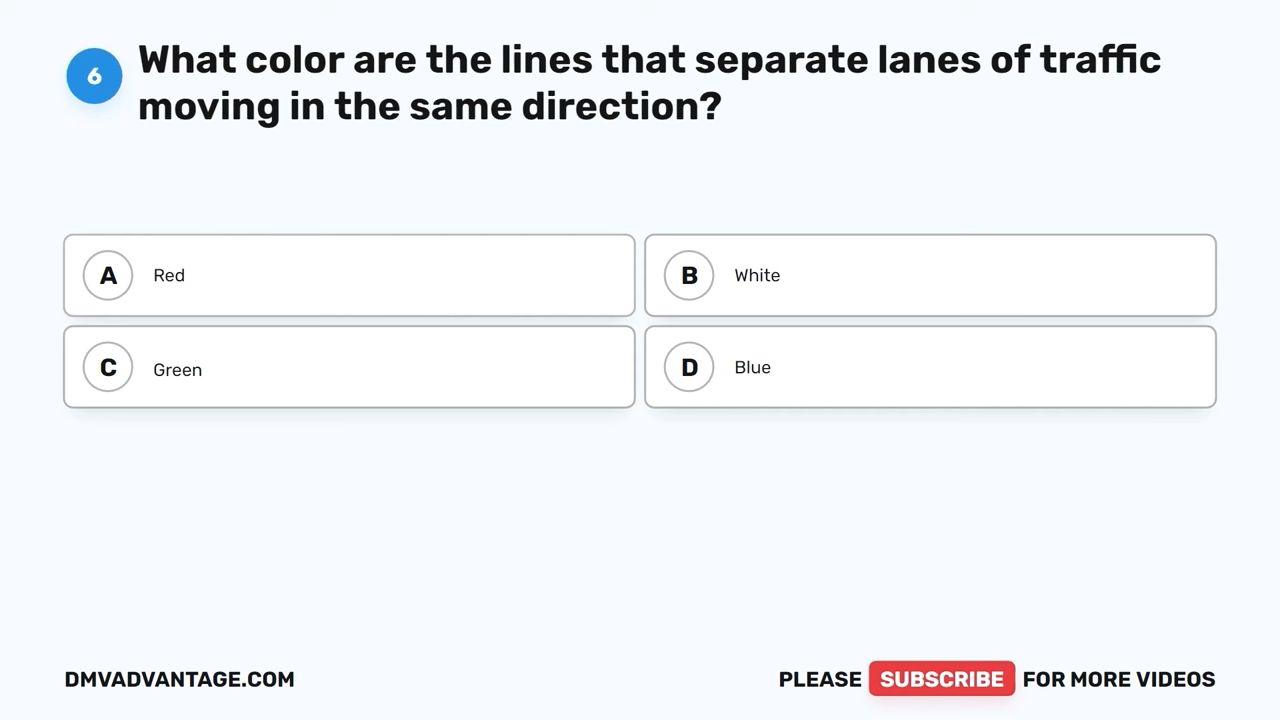 6
What color are the lines that separate lanes of traffic
moving in the same direction?
A Red
B White
C Green
D Blue
DMVADVANTAGE.COM
PLEASE SUBSCRIBE FOR MORE VIDEOS